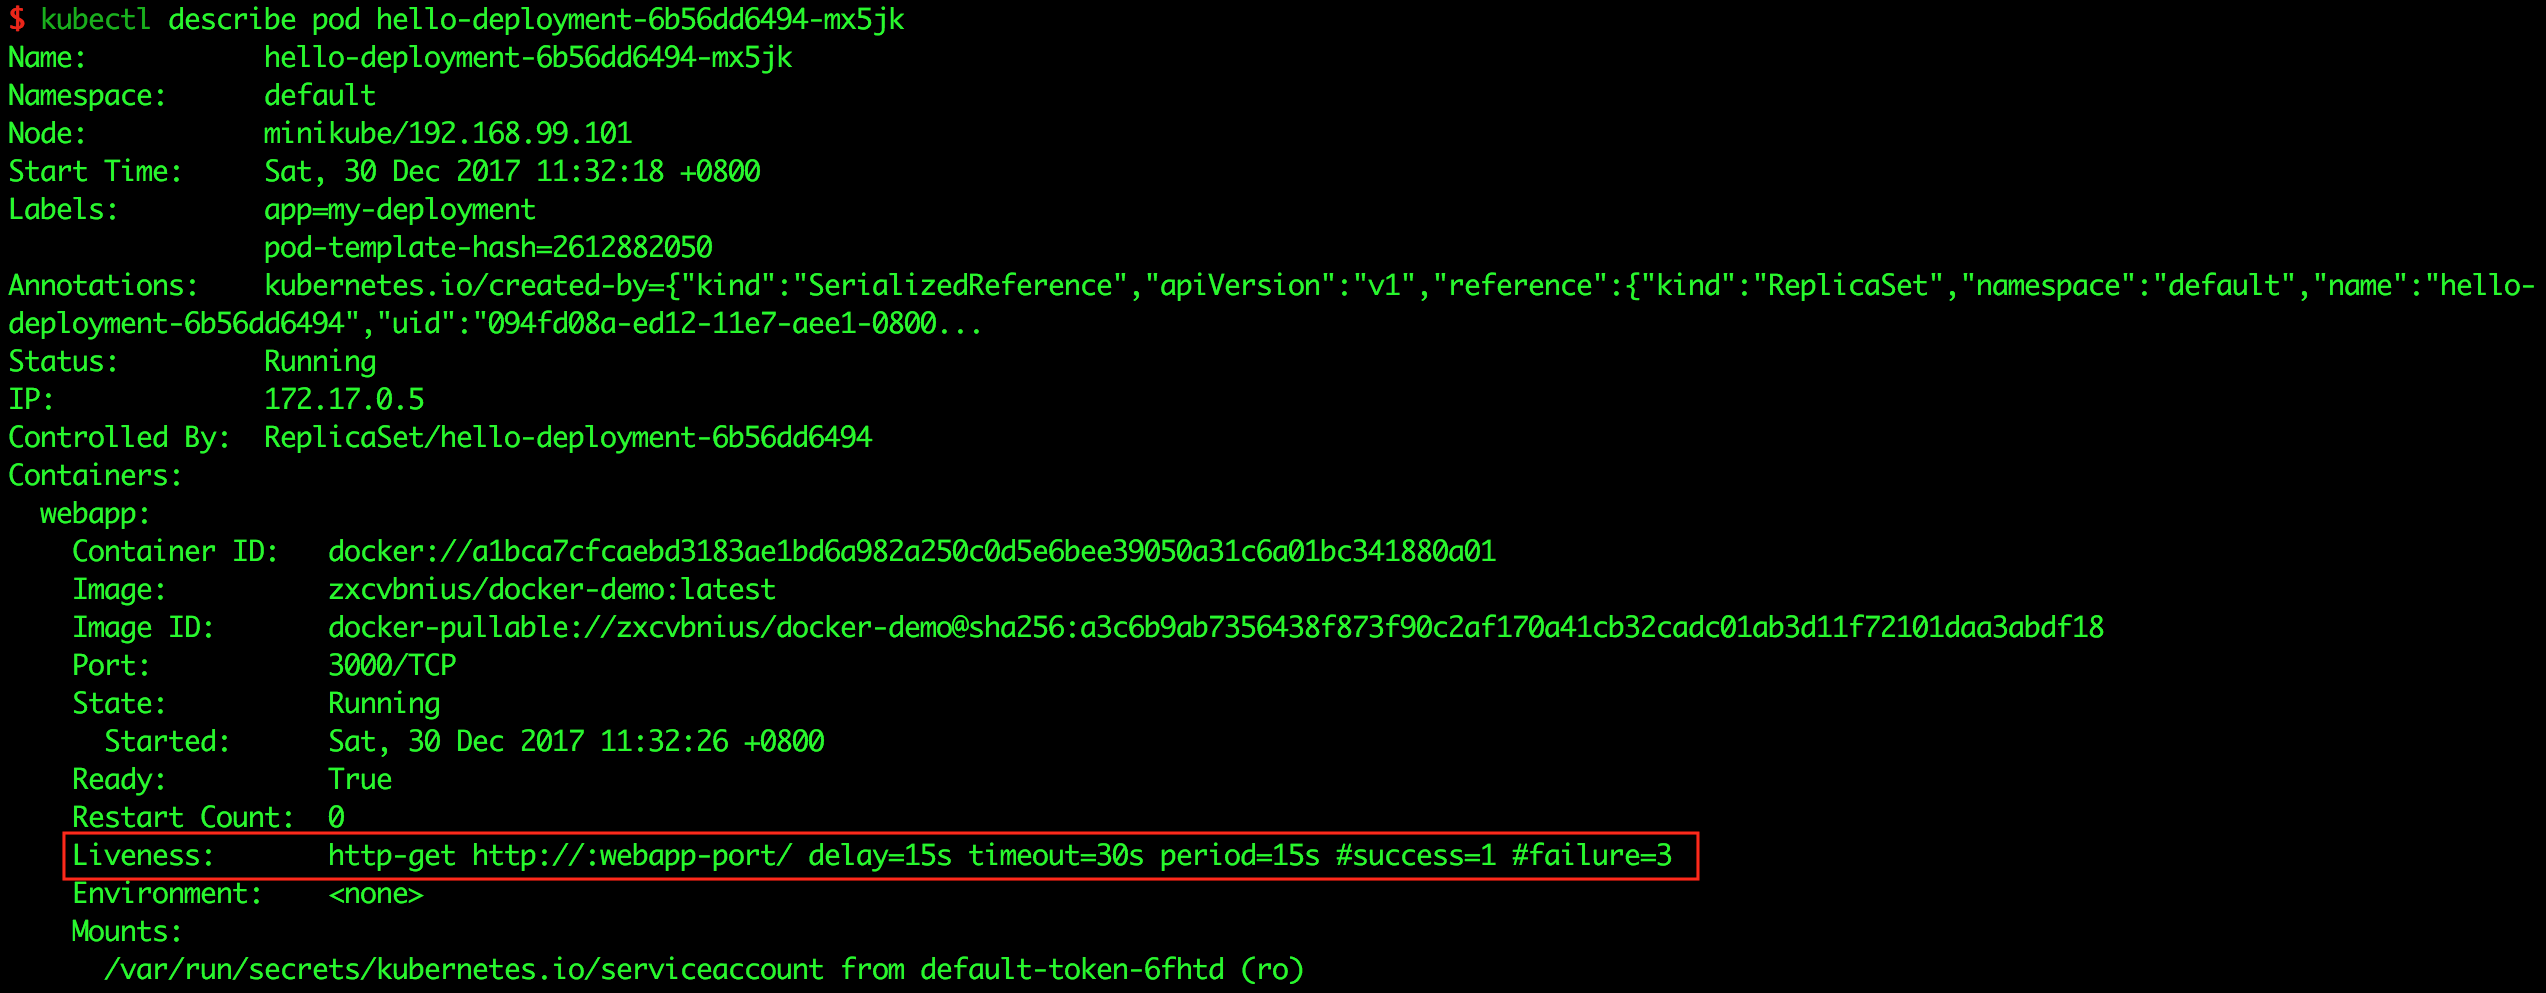 $ kubectl describe pod hello-deployment-6b56dd6494-mx5jk
Name:           hello-deployment-6b56dd6494-mx5jk
Namespace:      default
Node:           minikube/192.168.99.101
Start Time:     Sat, 30 Dec 2017 11:32:18 +0800
Labels:         app=my-deployment
                pod-template-hash=2612882050
Annotations:    kubernetes.io/created-by={"kind":"SerializedReference","apiVersion":"v1","reference":{"kind":"ReplicaSet","namespace":"default","name":"hello-
deployment-6b56dd6494","uid":"094fd08a-ed12-11e7-aee1-0800...
Status:         Running
IP:             172.17.0.5
Controlled By:  ReplicaSet/hello-deployment-6b56dd6494
Containers:
  webapp:
    Container ID:   docker://a1bca7cfcaebd3183ae1bd6a982a250c0d5e6bee39050a31c6a01bc341880a01
    Image:          zxcvbnius/docker-demo:latest
    Image ID:       docker-pullable://zxcvbnius/docker-demo@sha256:a3c6b9ab7356438f873f90c2af170a41cb32cadc01ab3d11f72101daa3abdf18
    Port:           3000/TCP
    State:          Running
      Started:      Sat, 30 Dec 2017 11:32:26 +0800
    Ready:          True
    Restart Count:  0
    Liveness:       http-get http://:webapp-port/ delay=15s timeout=30s period=15s #success=1 #failure=3
    Environment:    <none>
    Mounts:
      /var/run/secrets/kubernetes.io/serviceaccount from default-token-6fhtd (ro)